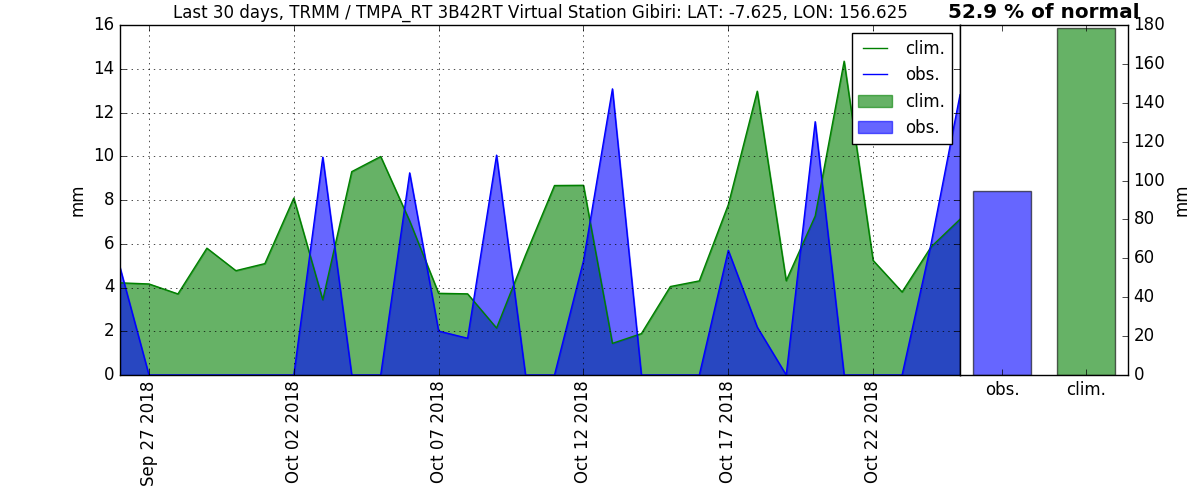 Last 30 days, TRMM / TMPA_RT 3B42RT Virtual Station Gibiri: LAT: -7.625, LON: 156.625
52.9 % of normal
16
14
12
10
8
6
4
2
0
mm
clim.
obs.
clim.
obs.
Sep 27 2018
Oct 02 2018
Oct 07 2018
Oct 12 2018
Oct 17 2018
Oct 22 2018
180
160
140
120
100
80
60
40
20
0
mm
obs.
clim.